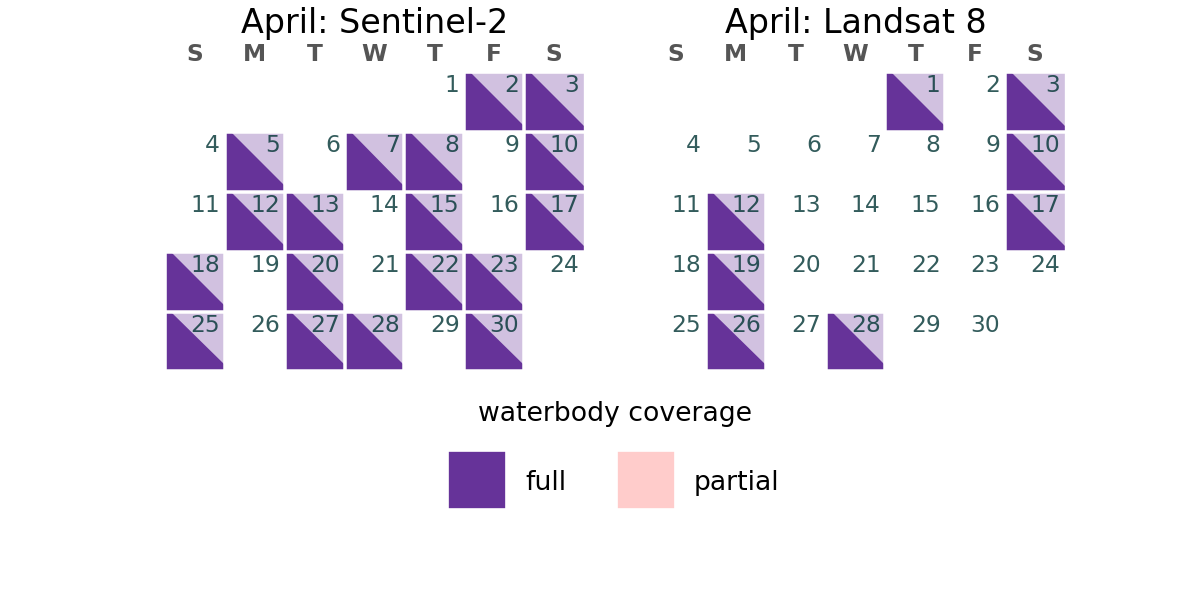 April: Sentinel-2
S M T W T F S
1 2 3
4 5 6 7 8 9 10
11 12 13 14 15 16 17
18 19 20 21 22 23 24
25 26 27 28 29 30
April: Landsat 8
S M T W T F S
1 2 3
4 5 6 7 8 9 10
11 12 13 14 15 16 17
18 19 20 21 22 23 24
25 26 27 28 29 30
waterbody coverage
full
partial